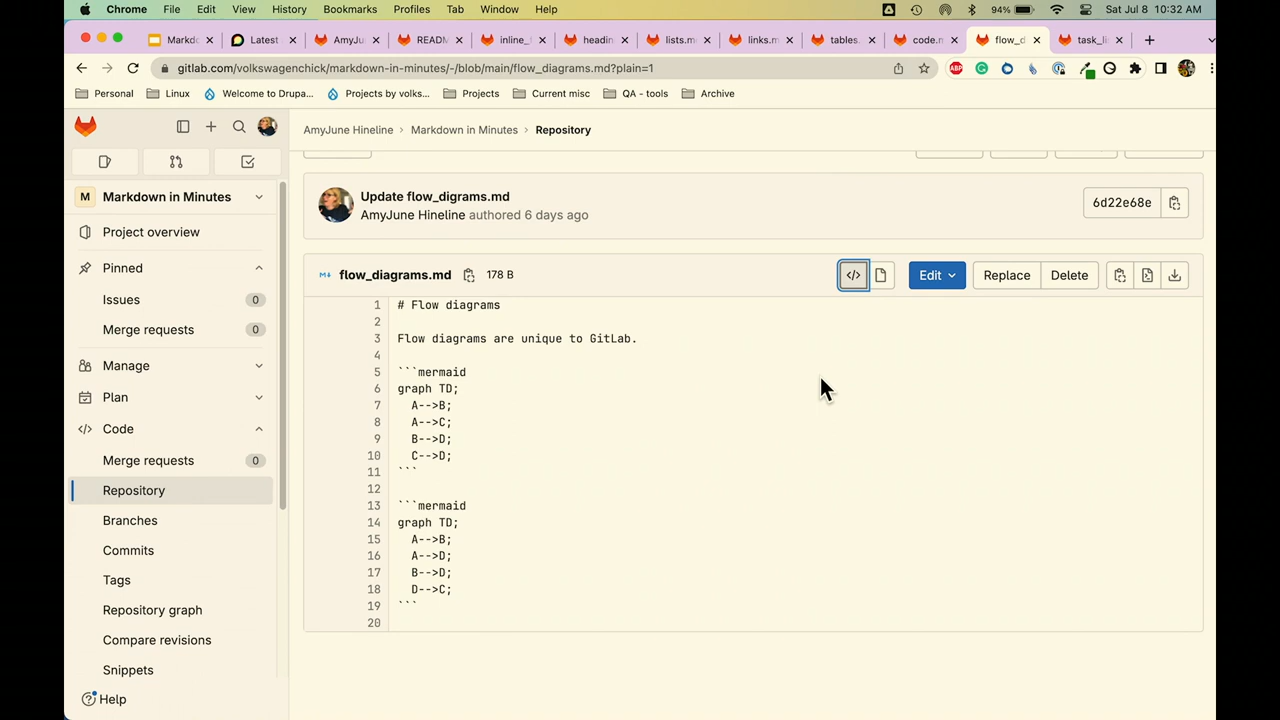 Chrome File Edit View History Bookmarks Profiles Tab Window Help 94% Sat Jul 8 10:32 AM
Markd Latest AmyJu README inline_ headin lists.m links.m tables. code.m flow_d task_li
gitlab.com/volkswagenchick/markdown-in-minutes/-/blob/main/flow_diagrams.md?plain=1
Personal Linux Welcome to Drupa... Projects by volks... Projects Current misc QA - tools Archive
AmyJune Hineline > Markdown in Minutes > Repository
M Markdown in Minutes
Project overview
Pinned
Issues 0
Merge requests 0
Manage
Plan
Code
Merge requests 0
Repository
Branches
Commits
Tags
Repository graph
Compare revisions
Snippets
Help
Update flow_digrams.md
AmyJune Hineline authored 6 days ago
6d22e68e
flow_diagrams.md 178 B
</> Edit Replace Delete
1 # Flow diagrams
2
3 Flow diagrams are unique to GitLab.
4
5 ```mermaid
6 graph TD;
7 A-->B;
8 A-->C;
9 B-->D;
10 C-->D;
11 ```
12
13 ```mermaid
14 graph TD;
15 A-->B;
16 A-->D;
17 B-->D;
18 D-->C;
19 ```
20